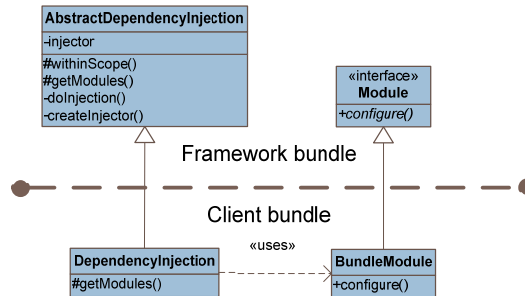 AbstractDependencyInjection
-injector
#withinScope()
#getModules()
-doInjection()
-createInjector()
«interface»
Module
+configure()
Framework bundle
Client bundle
«uses»
DependencyInjection
#getModules()
BundleModule
+configure()